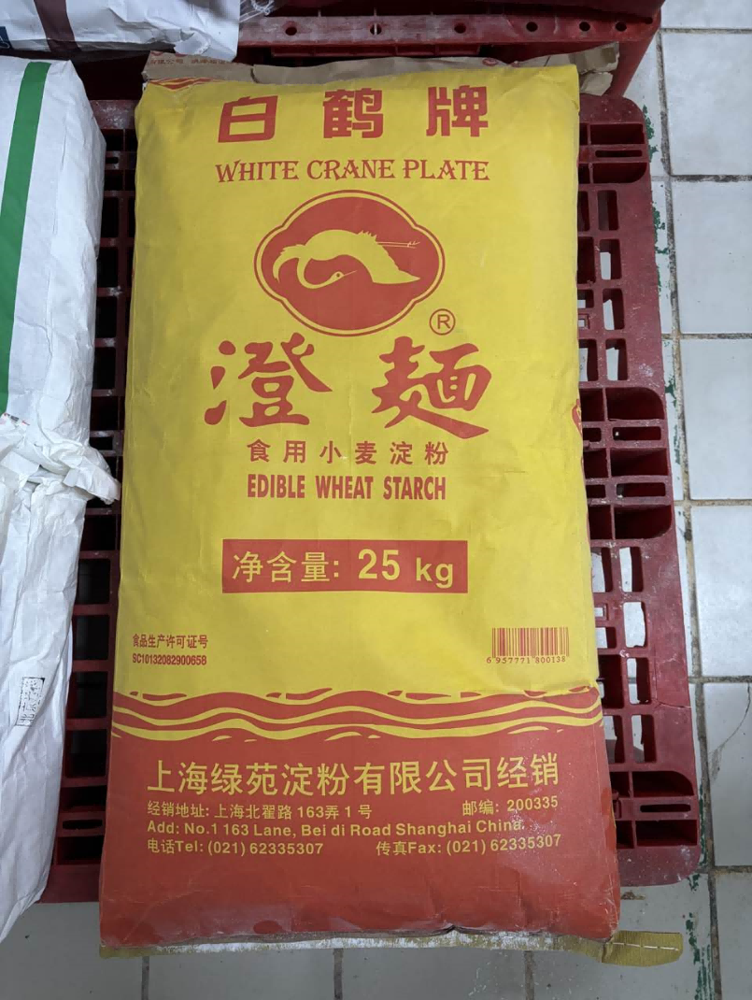 白鹤牌
WHITE CRANE PLATE
®
澄麺
食用小麦淀粉
EDIBLE WHEAT STARCH
净含量: 25 kg
食品生产许可证号
SC10132082900658
6 957771 800138
上海绿苑淀粉有限公司经销
经销地址: 上海北翟路 163弄 1 号 邮编: 200335
Add: No.1 163 Lane, Bei di Road Shanghai China.
电话Tel: (021) 62335307 传真Fax: (021) 62335307